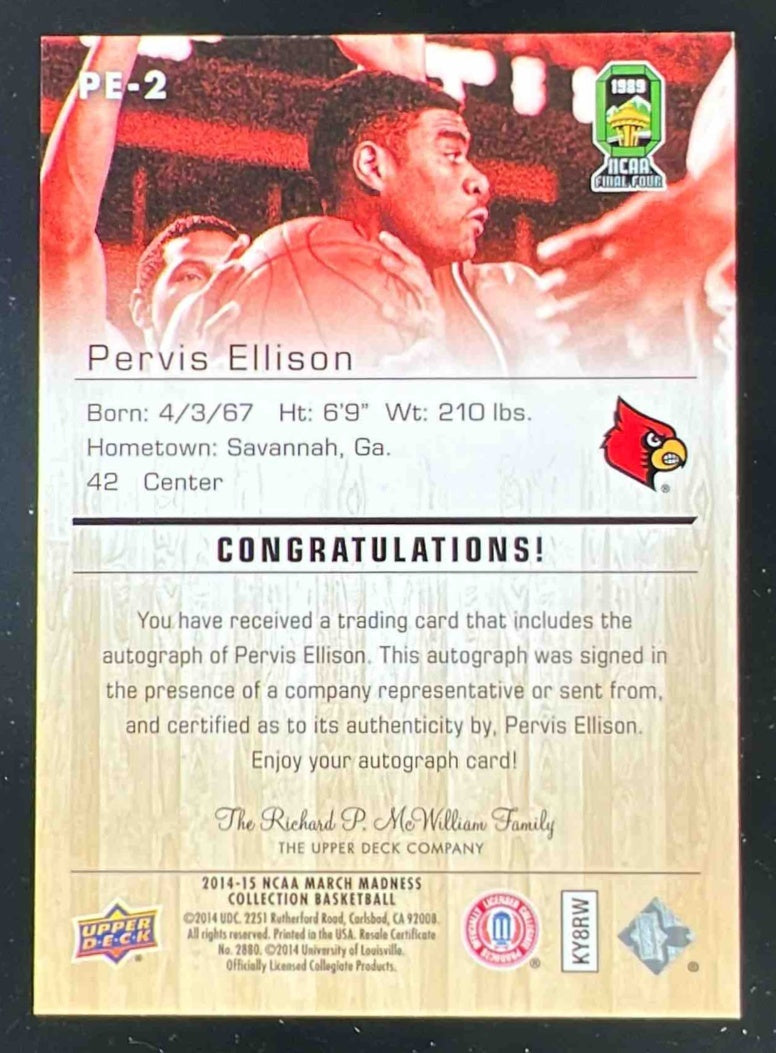 PE-2
1989
NCAA
FINAL FOUR
Pervis Ellison
Born: 4/3/67 Ht: 6'9" Wt: 210 lbs.
Hometown: Savannah, Ga.
42 Center
CONGRATULATIONS!
You have received a trading card that includes the
autograph of Pervis Ellison. This autograph was signed in
the presence of a company representative or sent from,
and certified as to its authenticity by, Pervis Ellison.
Enjoy your autograph card!
The Richard P. McWilliam Family
THE UPPER DECK COMPANY
2014-15 NCAA MARCH MADNESS
COLLECTION BASKETBALL
©2014 UDC. 2251 Rutherford Road, Carlsbad, CA 92008.
All rights reserved. Printed in the USA. Resale Certificate
No. 2880. ©2014 University of Louisville.
Officially Licensed Collegiate Products.
UPPER
D·E·C·K
®
OFFICIALLY LICENSED COLLEGIATE PRODUCTS
®
KY8RW
®
®